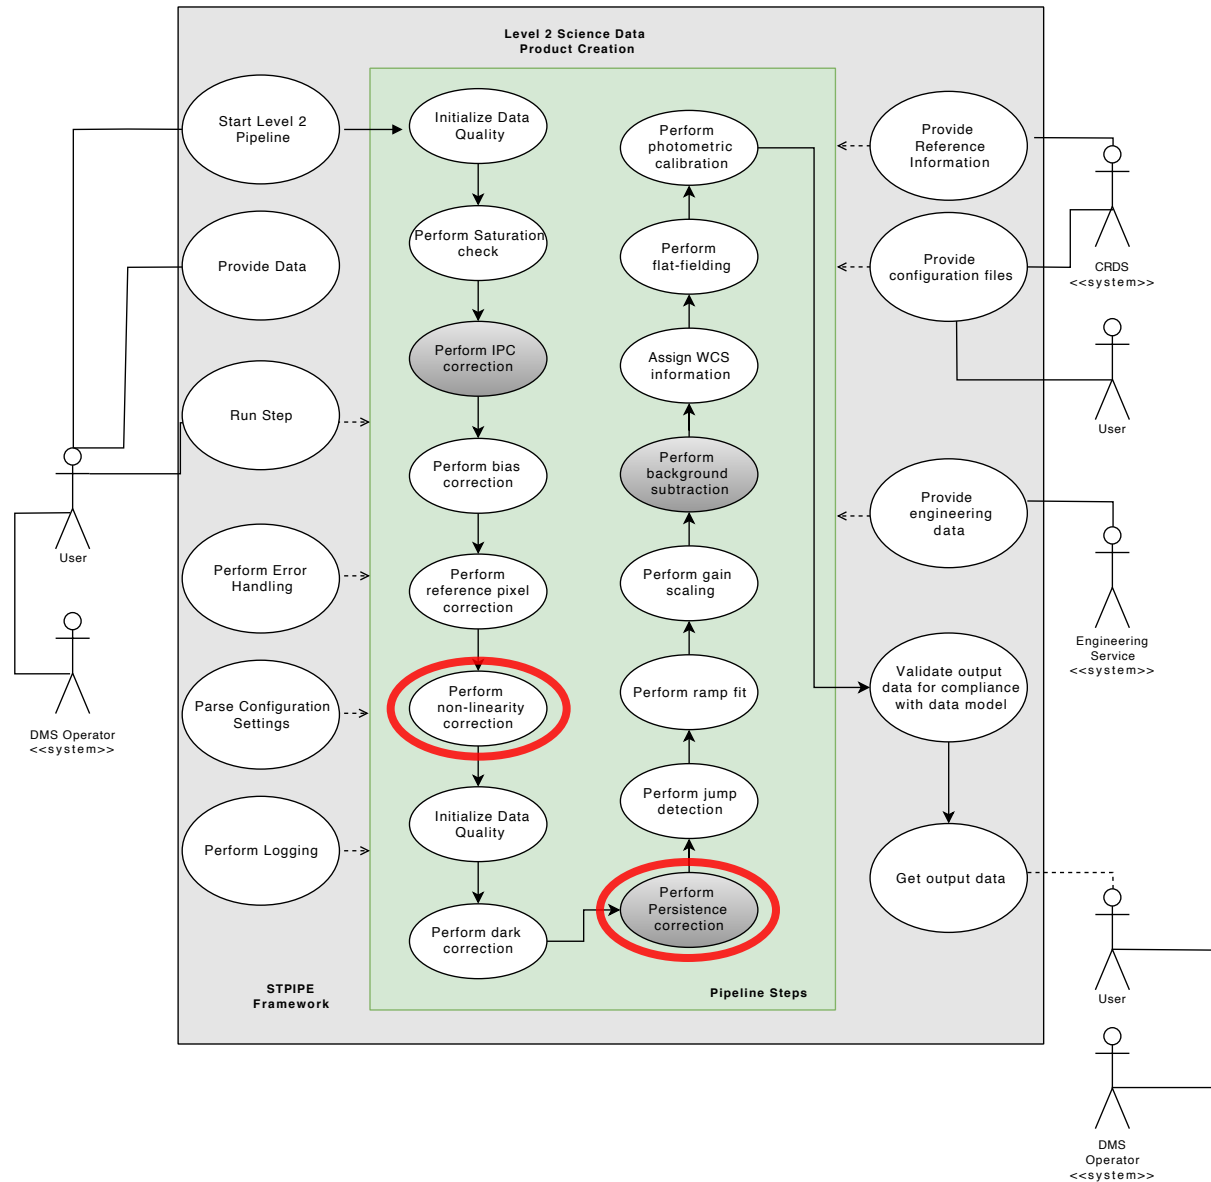 Level 2 Science Data
Product Creation
Start Level 2
Pipeline
Provide Data
Run Step
Perform Error
Handling
Parse Configuration
Settings
Perform Logging
STPIPE
Framework
User
DMS Operator
<<system>>
Initialize Data
Quality
Perform Saturation
check
Perform IPC
correction
Perform bias
correction
Perform
reference pixel
correction
Perform
non-linearity
correction
Initialize Data
Quality
Perform dark
correction
Perform
photometric
calibration
Perform
flat-fielding
Assign WCS
information
Perform
background
subtraction
Perform gain
scaling
Perform ramp fit
Perform jump
detection
Perform
Persistence
correction
Pipeline Steps
Provide
Reference
Information
Provide
configuration files
Provide
engineering
data
Validate output
data for compliance
with data model
Get output data
CRDS
<<system>>
User
Engineering
Service
<<system>>
User
DMS
Operator
<<system>>